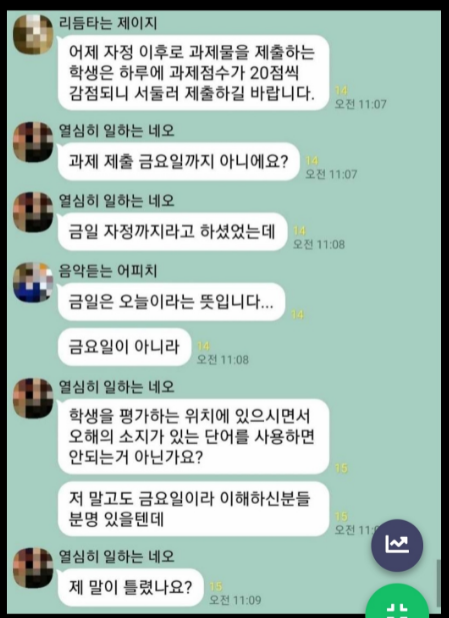 리듬타는 제이지
어제 자정 이후로 과제물을 제출하는
학생은 하루에 과제점수가 20점씩
감점되니 서둘러 제출하길 바랍니다.
14
오전 11:07
열심히 일하는 네오
과제 제출 금요일까지 아니에요?
14
오전 11:07
열심히 일하는 네오
금일 자정까지라고 하셨었는데
14
오전 11:08
음악듣는 어피치
금일은 오늘이라는 뜻입니다...
14
금요일이 아니라
14
오전 11:08
열심히 일하는 네오
학생을 평가하는 위치에 있으시면서
오해의 소지가 있는 단어를 사용하면
안되는거 아닌가요?
15
저 말고도 금요일이라 이해하신분들
분명 있을텐데
15
오전
열심히 일하는 네오
제 말이 틀렸나요?
15
오전 11:09